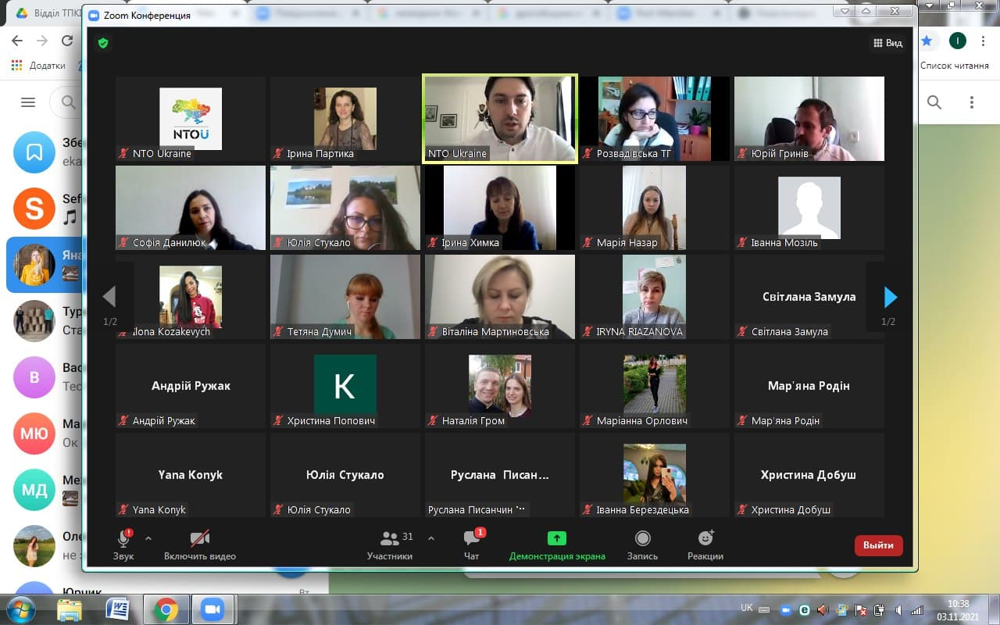 Відділ ТПКІ
Zoom Конференция
Додатки
Список читання
I
Вид
NTOU
NTO Ukraine
Ірина Партика
NTO Ukraine
Розвадівська ТГ
Юрій Гринів
Софія Данилюк
Юлія Стукало
Ірина Химка
Марія Назар
Іванна Мозіль
Світлана Замула
Ilona Kozakevych
Тетяна Думич
Віталіна Мартиновська
IRYNA RIAZANOVA
Світлана Замула
1/2
1/2
Андрій Ружак
K
Мар'яна Родін
Андрій Ружак
Христина Попович
Наталія Гром
Маріанна Орлович
Мар'яна Родін
Yana Konyk
Юлія Стукало
Руслана Писан...
Христина Добуш
Yana Konyk
Юлія Стукало
Руслана Писанчин ...
Іванна Берездецька
Христина Добуш
Звук
Включить видео
31
Участники
1
Чат
Демонстрация экрана
Запись
Реакции
Выйти
Збе
eka
S
Sef
Яна
Тур
Ста
В
Вас
Тес
МЮ
Ма
Ок
МД
Ме
Оле
не з
Юрчик
Вт
UK
10:38
03.11.2021